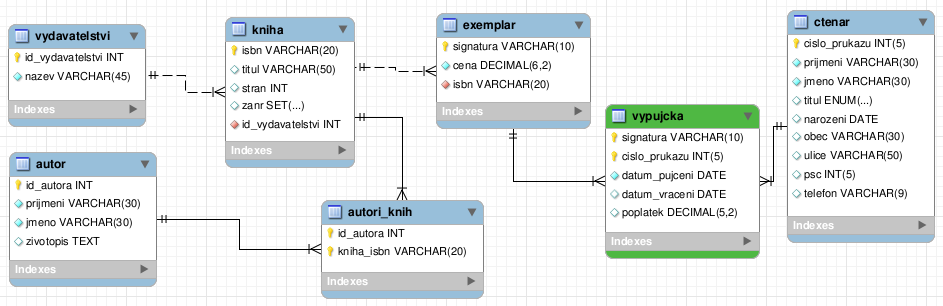 vydavatelstvi
id_vydavatelstvi INT
nazev VARCHAR(45)
Indexes
kniha
isbn VARCHAR(20)
titul VARCHAR(50)
stran INT
zanr SET(...)
id_vydavatelstvi INT
Indexes
exemplar
signatura VARCHAR(10)
cena DECIMAL(6,2)
isbn VARCHAR(20)
Indexes
ctenar
cislo_prukazu INT(5)
prijmeni VARCHAR(30)
jmeno VARCHAR(30)
titul ENUM(...)
narozeni DATE
obec VARCHAR(30)
ulice VARCHAR(50)
psc INT(5)
telefon VARCHAR(9)
Indexes
vypujcka
signatura VARCHAR(10)
cislo_prukazu INT(5)
datum_pujceni DATE
datum_vraceni DATE
poplatek DECIMAL(5,2)
Indexes
autor
id_autora INT
prijmeni VARCHAR(30)
jmeno VARCHAR(30)
zivotopis TEXT
Indexes
autori_knih
id_autora INT
kniha_isbn VARCHAR(20)
Indexes